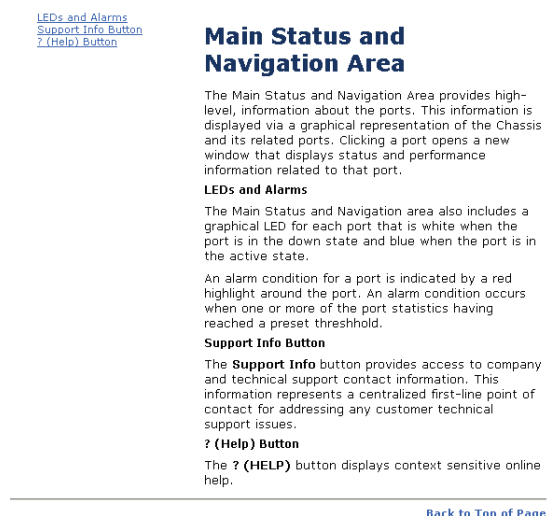 LEDs and Alarms
Support Info Button
? (Help) Button
Main Status and
Navigation Area
The Main Status and Navigation Area provides high-
level, information about the ports. This information is
displayed via a graphical representation of the Chassis
and its related ports. Clicking a port opens a new
window that displays status and performance
information related to that port.
LEDs and Alarms
The Main Status and Navigation area also includes a
graphical LED for each port that is white when the
port is in the down state and blue when the port is in
the active state.
An alarm condition for a port is indicated by a red
highlight around the port. An alarm condition occurs
when one or more of the port statistics having
reached a preset threshhold.
Support Info Button
The Support Info button provides access to company
and technical support contact information. This
information represents a centralized first-line point of
contact for addressing any customer technical
support issues.
? (Help) Button
The ? (HELP) button displays context sensitive online
help.
Back to Top of Page